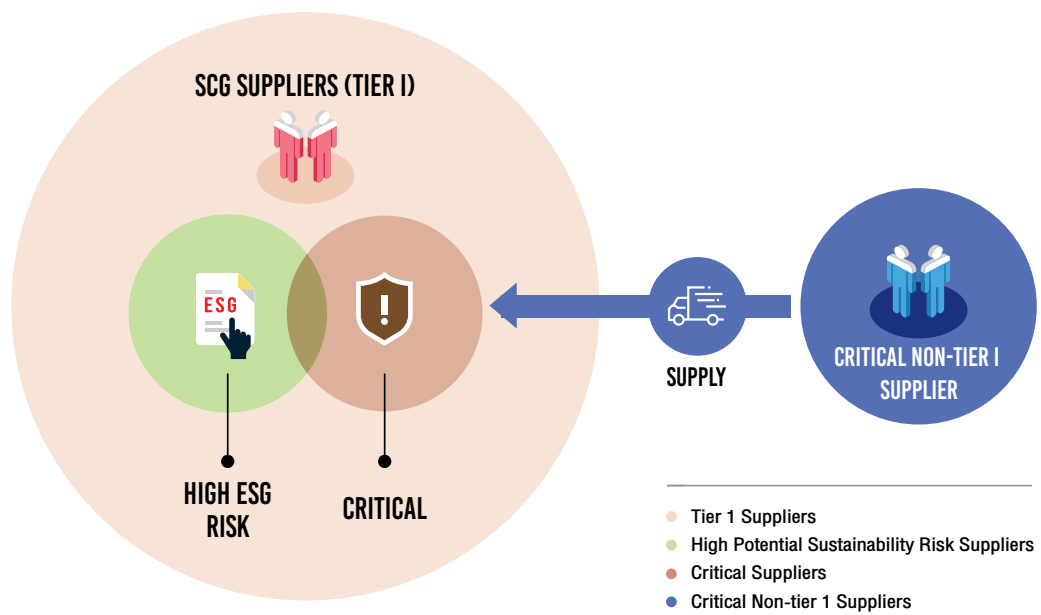 SCG SUPPLIERS (TIER I)
ESG
HIGH ESG
RISK
CRITICAL
SUPPLY
CRITICAL NON-TIER I
SUPPLIER
Tier 1 Suppliers
High Potential Sustainability Risk Suppliers
Critical Suppliers
Critical Non-tier 1 Suppliers